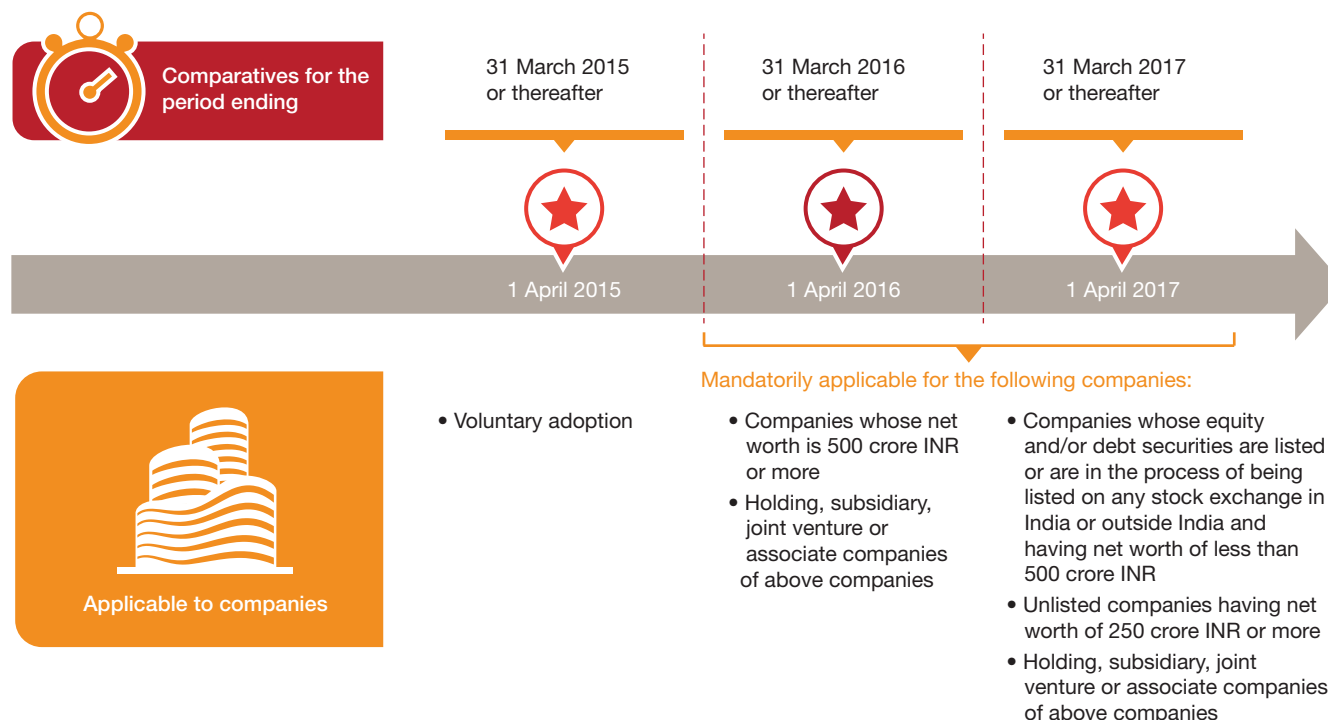 Comparatives for the
period ending
31 March 2015
or thereafter
31 March 2016
or thereafter
31 March 2017
or thereafter
1 April 2015
1 April 2016
1 April 2017
Applicable to companies
Mandatorily applicable for the following companies:
• Voluntary adoption
• Companies whose net
worth is 500 crore INR
or more
• Holding, subsidiary,
joint venture or
associate companies
of above companies
• Companies whose equity
and/or debt securities are listed
or are in the process of being
listed on any stock exchange in
India or outside India and
having net worth of less than
500 crore INR
• Unlisted companies having net
worth of 250 crore INR or more
• Holding, subsidiary, joint
venture or associate companies
of above companies